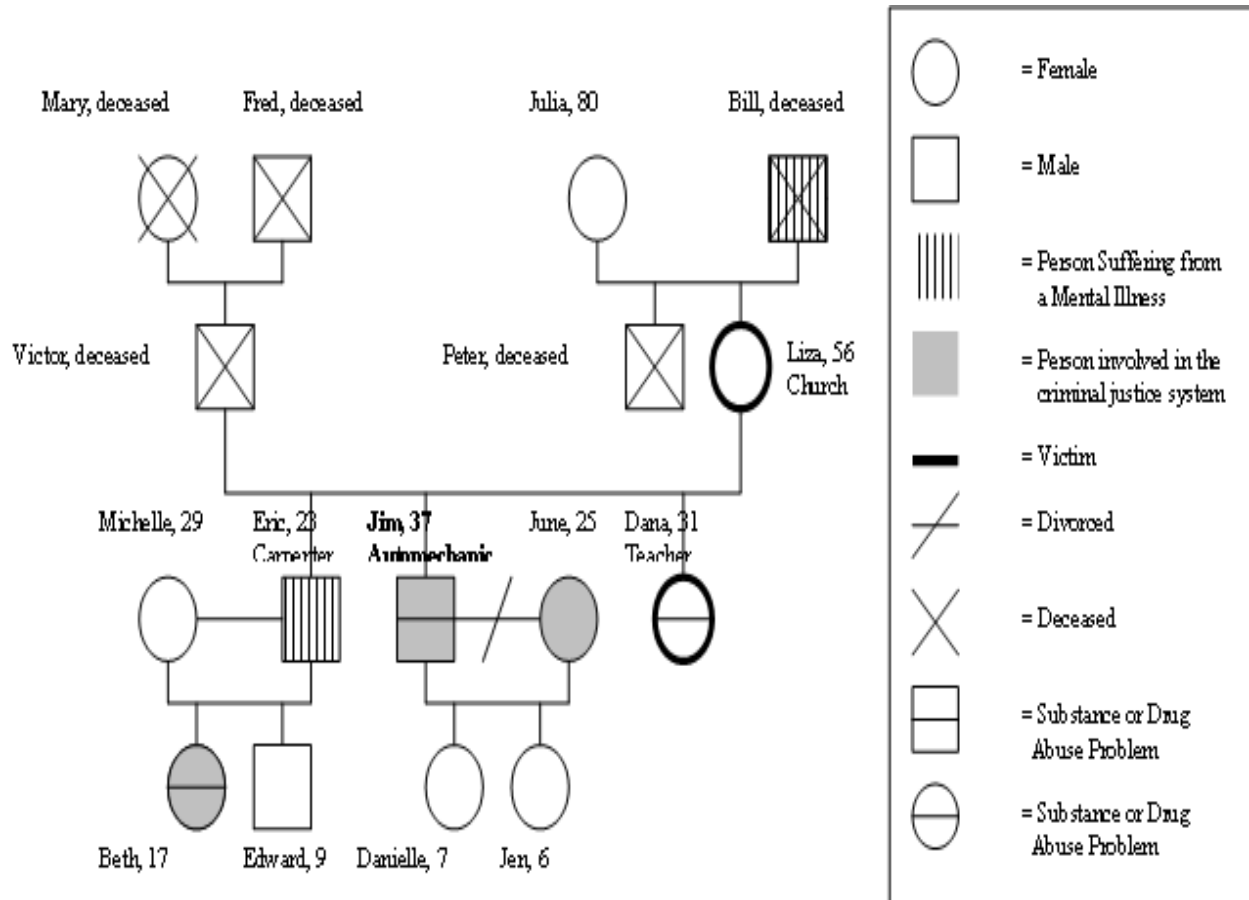 Mary, deceased
Fred, deceased
Julia, 80
Bill, deceased
Victor, deceased
Peter, deceased
Liza, 56
Church
Michelle, 29
Eric, 23
Carpenter
Jim, 37
Automechanic
June, 25
Dana, 31
Teacher
Beth, 17
Edward, 9
Danielle, 7
Jen, 6
= Female
= Male
= Person Suffering from
a Mental Illness
= Person involved in the
criminal justice system
= Victim
= Divorced
= Deceased
= Substance or Drug
Abuse Problem
= Substance or Drug
Abuse Problem